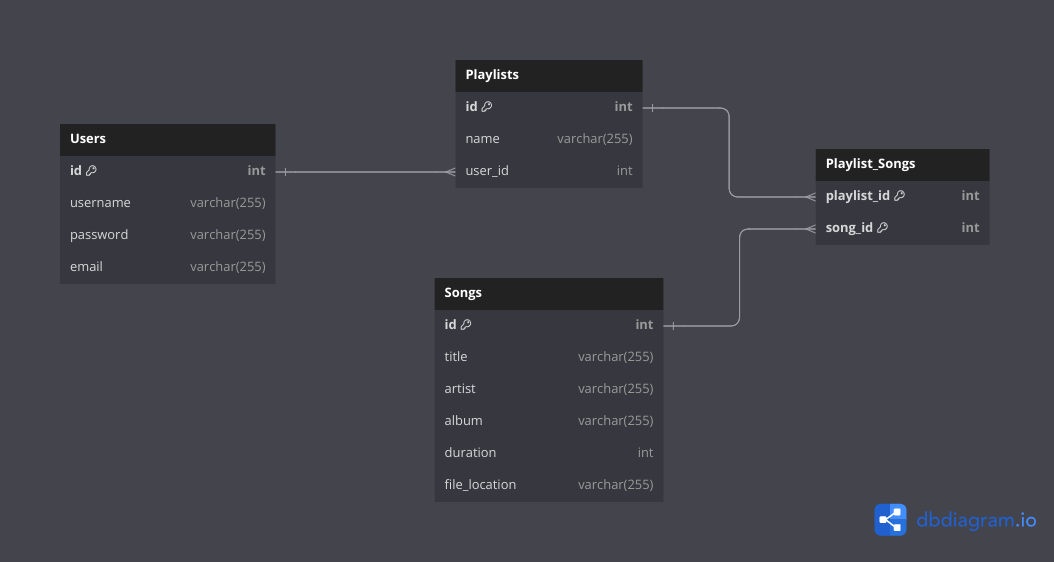 Users
id int
username varchar(255)
password varchar(255)
email varchar(255)
Playlists
id int
name varchar(255)
user_id int
Playlist_Songs
playlist_id int
song_id int
Songs
id int
title varchar(255)
artist varchar(255)
album varchar(255)
duration int
file_location varchar(255)
dbdiagram.io